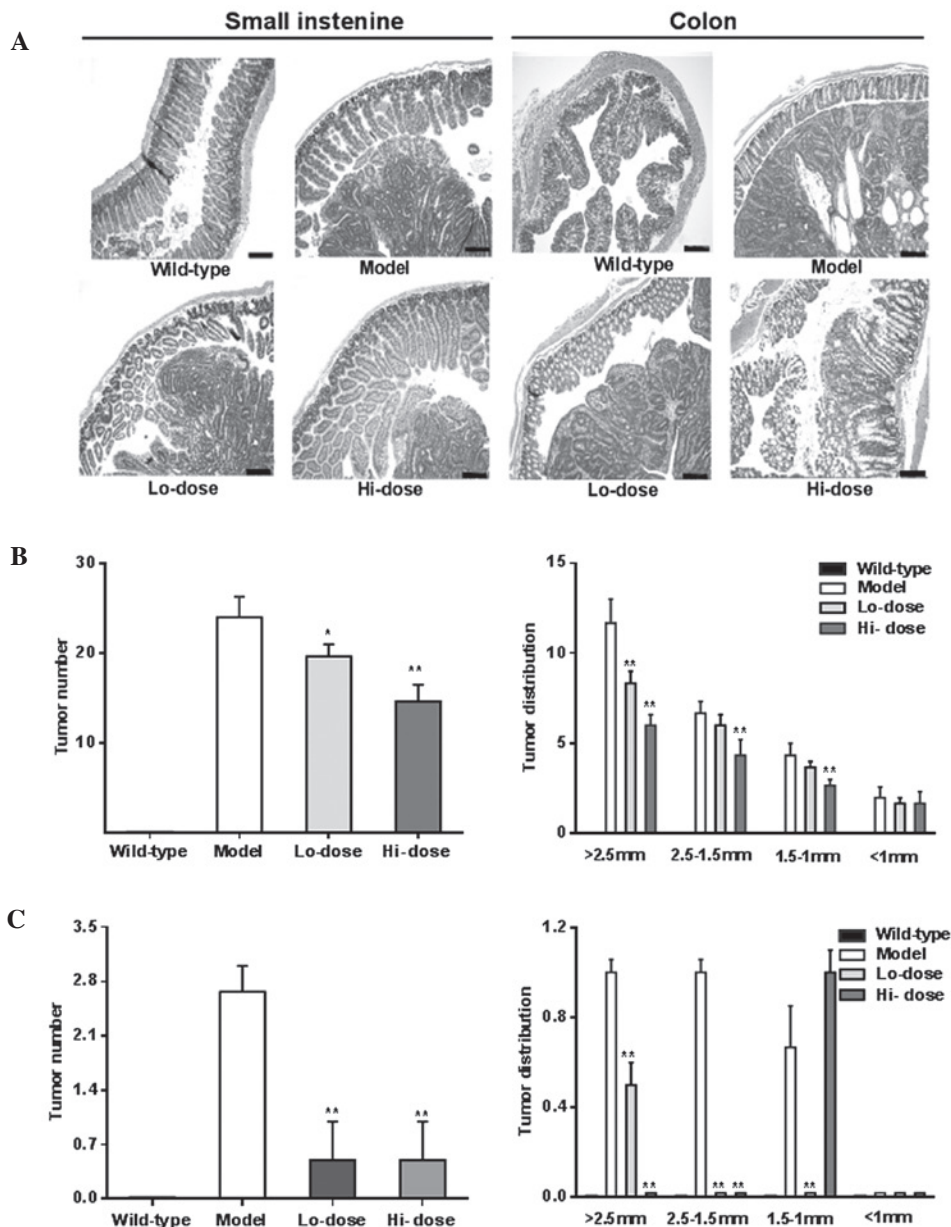 Small instenine Colon
A
Wild-type Model Wild-type Model
Lo-dose Hi-dose Lo-dose Hi-dose
B
Tumor number
30
20
10
0
*
**
Wild-type Model Lo-dose Hi-dose
Tumor distribution
15
10
5
0
Wild-type
Model
Lo-dose
Hi- dose
** ** ** **
>2.5mm 2.5-1.5mm 1.5-1mm <1mm
C
Tumor number
3.5
2.8
2.1
1.4
0.7
0.0
** **
Wild-type Model Lo-dose Hi-dose
Tumor distribution
1.2
0.8
0.4
0.0
Wild-type
Model
Lo-dose
Hi- dose
** ** ** ** **
>2.5mm 2.5-1.5mm 1.5-1mm <1mm